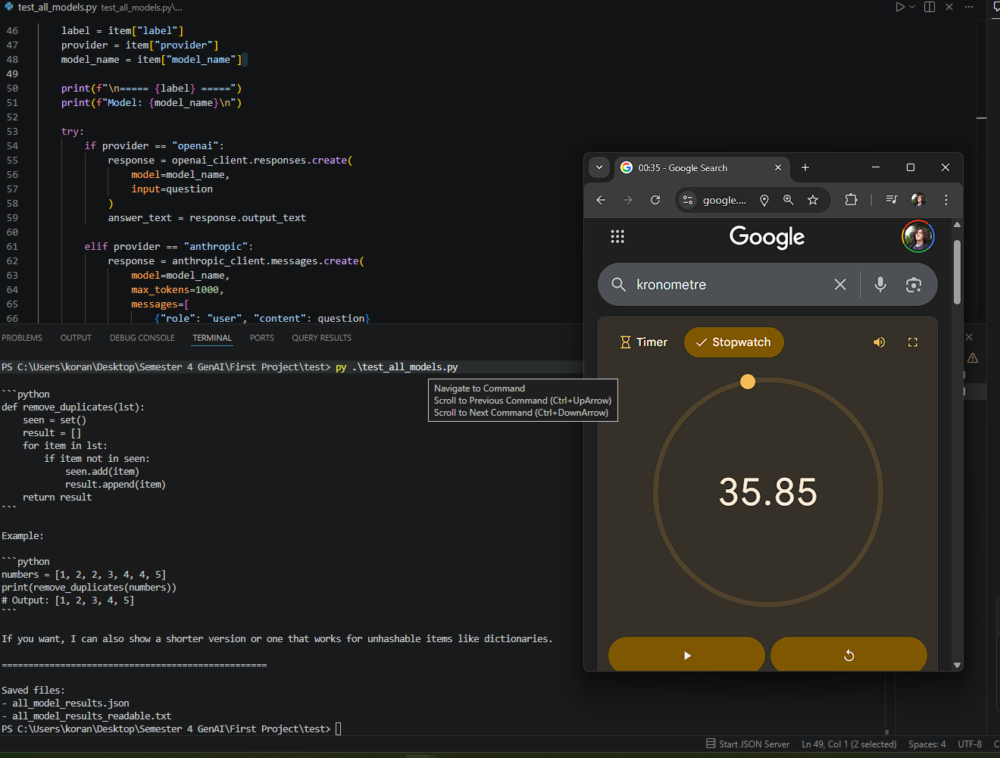 test_all_models.py test_all_models.py\...
46 label = item["label"]
47 provider = item["provider"]
48 model_name = item["model_name"]
49
50 print(f"\n===== {label} =====")
51 print(f"Model: {model_name}\n")
52
53 try:
54 if provider == "openai":
55 response = openai_client.responses.create(
56 model=model_name,
57 input=question
58 )
59 answer_text = response.output_text
60
61 elif provider == "anthropic":
62 response = anthropic_client.messages.create(
63 model=model_name,
64 max_tokens=1000,
65 messages=[
66 {"role": "user", "content": question}
PROBLEMS OUTPUT DEBUG CONSOLE TERMINAL PORTS QUERY RESULTS
PS C:\Users\koran\Desktop\Semester 4 GenAI\First Project\test> py .\test_all_models.py
Navigate to Command
Scroll to Previous Command (Ctrl+UpArrow)
Scroll to Next Command (Ctrl+DownArrow)
```python
def remove_duplicates(lst):
    seen = set()
    result = []
    for item in lst:
        if item not in seen:
            seen.add(item)
            result.append(item)
    return result
```
Example:
```python
numbers = [1, 2, 2, 3, 4, 4, 5]
print(remove_duplicates(numbers))
# Output: [1, 2, 3, 4, 5]
```
If you want, I can also show a shorter version or one that works for unhashable items like dictionaries.
==================================================
Saved files:
- all_model_results.json
- all_model_results_readable.txt
PS C:\Users\koran\Desktop\Semester 4 GenAI\First Project\test>
00:35 - Google Search
google....
Google
kronometre
Timer
Stopwatch
35.85
Start JSON Server Ln 49, Col 1 (2 selected) Spaces: 4 UTF-8 C